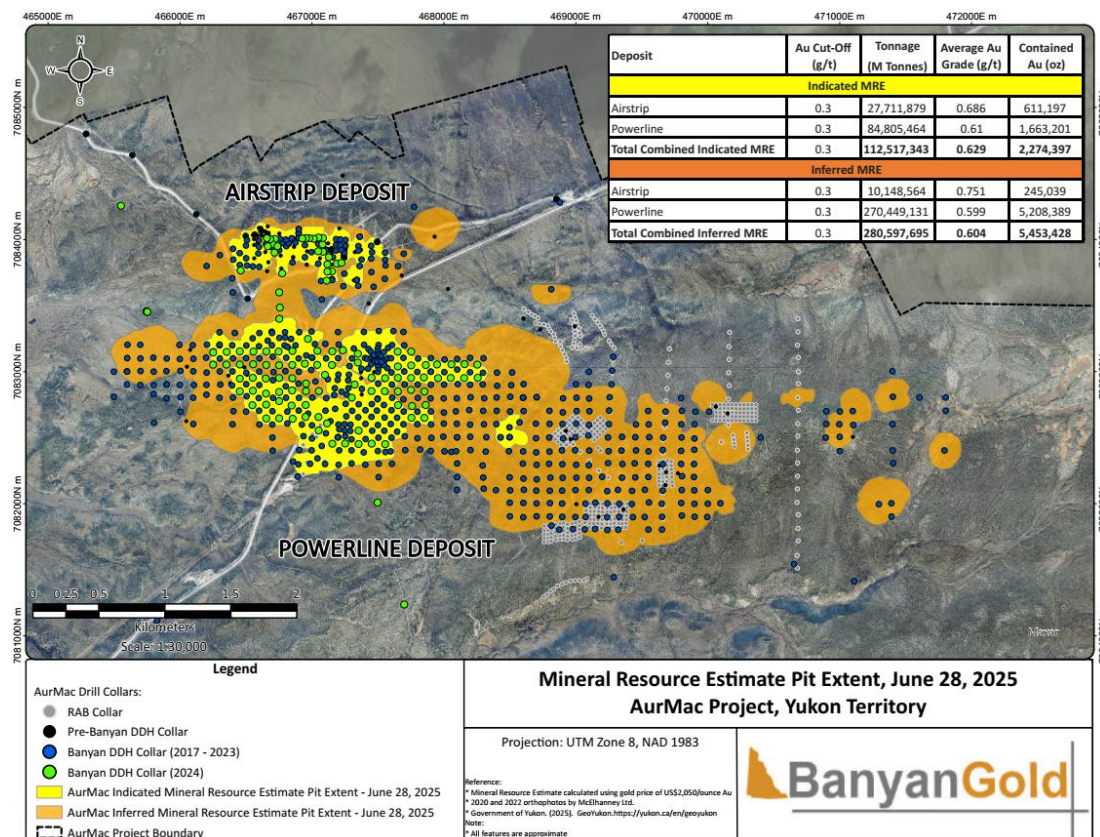 465000E m 466000E m 467000E m 468000E m 469000E m 470000E m 471000E m 472000E m
N
W E
S
7085000N m
7084000N m
7083000N m
7082000N m
7081000N m
Deposit Au Cut-Off (g/t) Tonnage (M Tonnes) Average Au Grade (g/t) Contained Au (oz)
Indicated MRE
Airstrip 0.3 27,711,879 0.686 611,197
Powerline 0.3 84,805,464 0.61 1,663,201
Total Combined Indicated MRE 0.3 112,517,343 0.629 2,274,397
Inferred MRE
Airstrip 0.3 10,148,564 0.751 245,039
Powerline 0.3 270,449,131 0.599 5,208,389
Total Combined Inferred MRE 0.3 280,597,695 0.604 5,453,428
AIRSTRIP DEPOSIT
POWERLINE DEPOSIT
0 0.25 0.5 1 1.5 2
Kilometers
Scale: 1:30,000
Maxar
Legend
AurMac Drill Collars:
RAB Collar
Pre-Banyan DDH Collar
Banyan DDH Collar (2017 - 2023)
Banyan DDH Collar (2024)
AurMac Indicated Mineral Resource Estimate Pit Extent - June 28, 2025
AurMac Inferred Mineral Resource Estimate Pit Extent - June 28, 2025
AurMac Project Boundary
Mineral Resource Estimate Pit Extent, June 28, 2025
AurMac Project, Yukon Territory
Projection: UTM Zone 8, NAD 1983
Reference:
* Mineral Resource Estimate calculated using gold price of US$2,050/ounce Au
* 2020 and 2022 orthophotos by McElhanney Ltd.
* Government of Yukon. (2025). GeoYukon.https://yukon.ca/en/geoyukon
Note:
* All features are approximate
BanyanGold